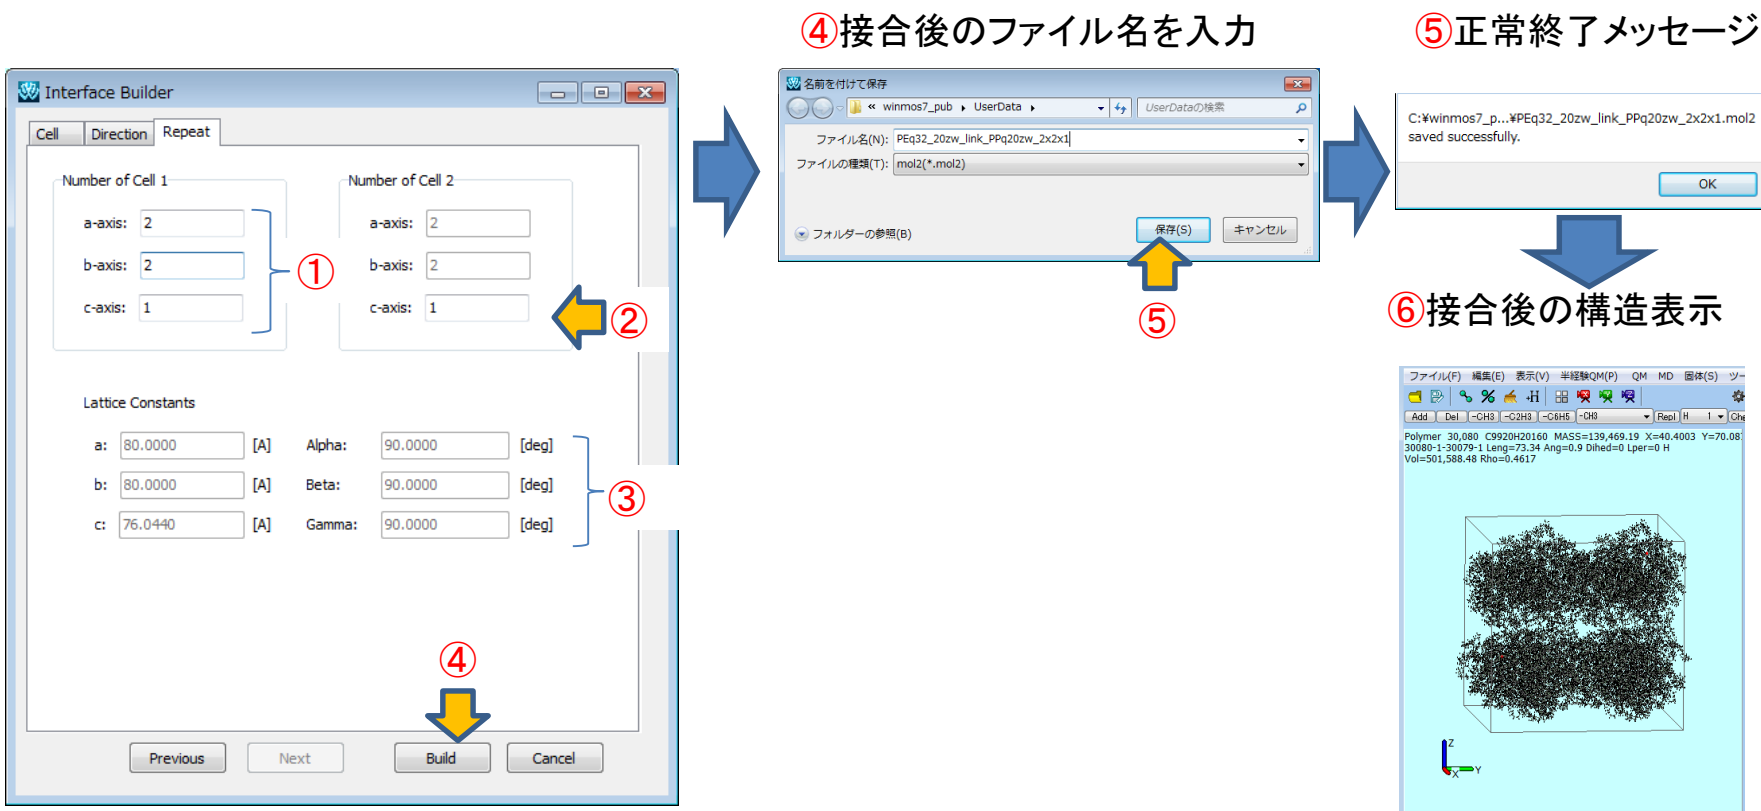 ④接合後のファイル名を入力
⑤正常終了メッセージ
Interface Builder
Cell Direction Repeat
Number of Cell 1
a-axis: 2
b-axis: 2
c-axis: 1
①
Number of Cell 2
a-axis: 2
b-axis: 2
c-axis: 1
②
Lattice Constants
a: 80.0000 [A] Alpha: 90.0000 [deg]
b: 80.0000 [A] Beta: 90.0000 [deg]
c: 76.0440 [A] Gamma: 90.0000 [deg]
③
④
Previous Next Build Cancel
名前を付けて保存
« winmos7_pub UserData UserDataの検索
ファイル名(N): PEq32_20zw_link_PPq20zw_2x2x1
ファイルの種類(T): mol2(*.mol2)
フォルダーの参照(B) 保存(S) キャンセル
⑤
C:¥winmos7_p...¥PEq32_20zw_link_PPq20zw_2x2x1.mol2
saved successfully.
OK
⑥接合後の構造表示
ファイル(F) 編集(E) 表示(V) 半経験QM(P) QM MD 固体(S) ツー
Add Del -CH3 -C2H3 -C6H5 -CH3 Repl H 1 Che
Polymer 30,080 C9920H20160 MASS=139,469.19 X=40.4003 Y=70.087
30080-1-30079-1 Leng=73.34 Ang=0.9 Dihed=0 Lper=0 H
Vol=501,588.48 Rho=0.4617
Z
X Y